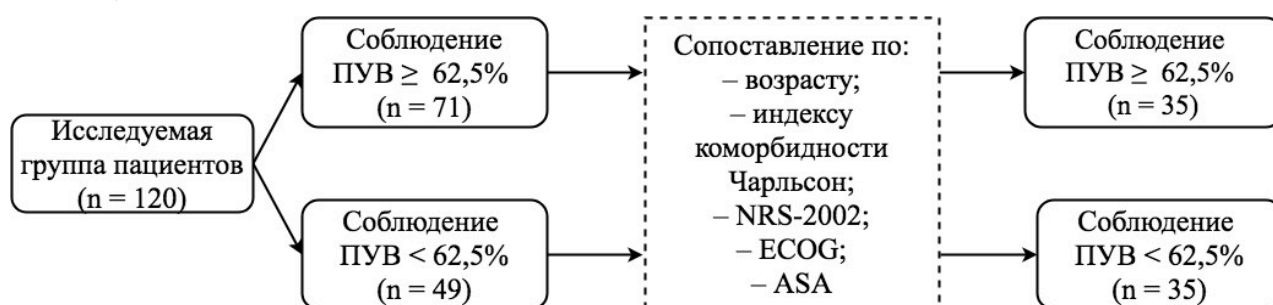 Исследуемая
группа пациентов
(n = 120)
Соблюдение
ПУВ ≥ 62,5%
(n = 71)
Соблюдение
ПУВ < 62,5%
(n = 49)
Сопоставление по:
– возрасту;
– индексу
коморбидности
Чарльсон;
– NRS-2002;
– ECOG;
– ASA
Соблюдение
ПУВ ≥ 62,5%
(n = 35)
Соблюдение
ПУВ < 62,5%
(n = 35)